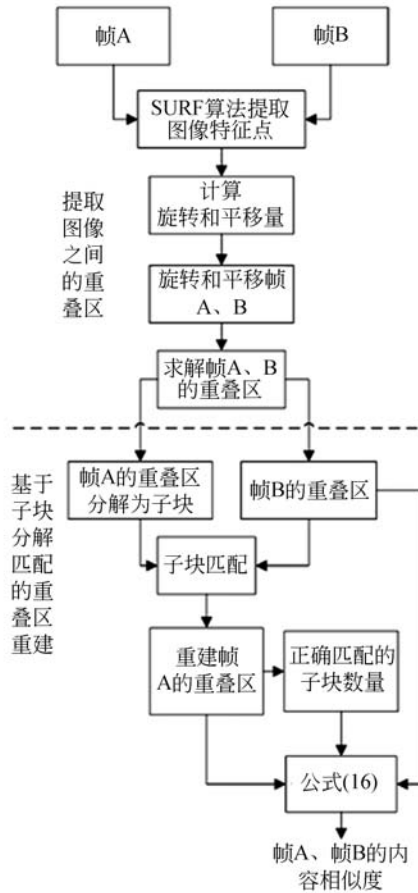 帧A
帧B
SURF算法提取
图像特征点
计算
旋转和平移量
提取
图像
之间
的重
叠区
旋转和平移帧
A、B
求解帧A、B
的重叠区
基于
子块
分解
匹配
的重
叠区
重建
帧A的重叠区
分解为子块
帧B的重叠区
子块匹配
重建帧
A的重叠区
正确匹配的
子块数量
公式(16)
帧A、帧B的内
容相似度